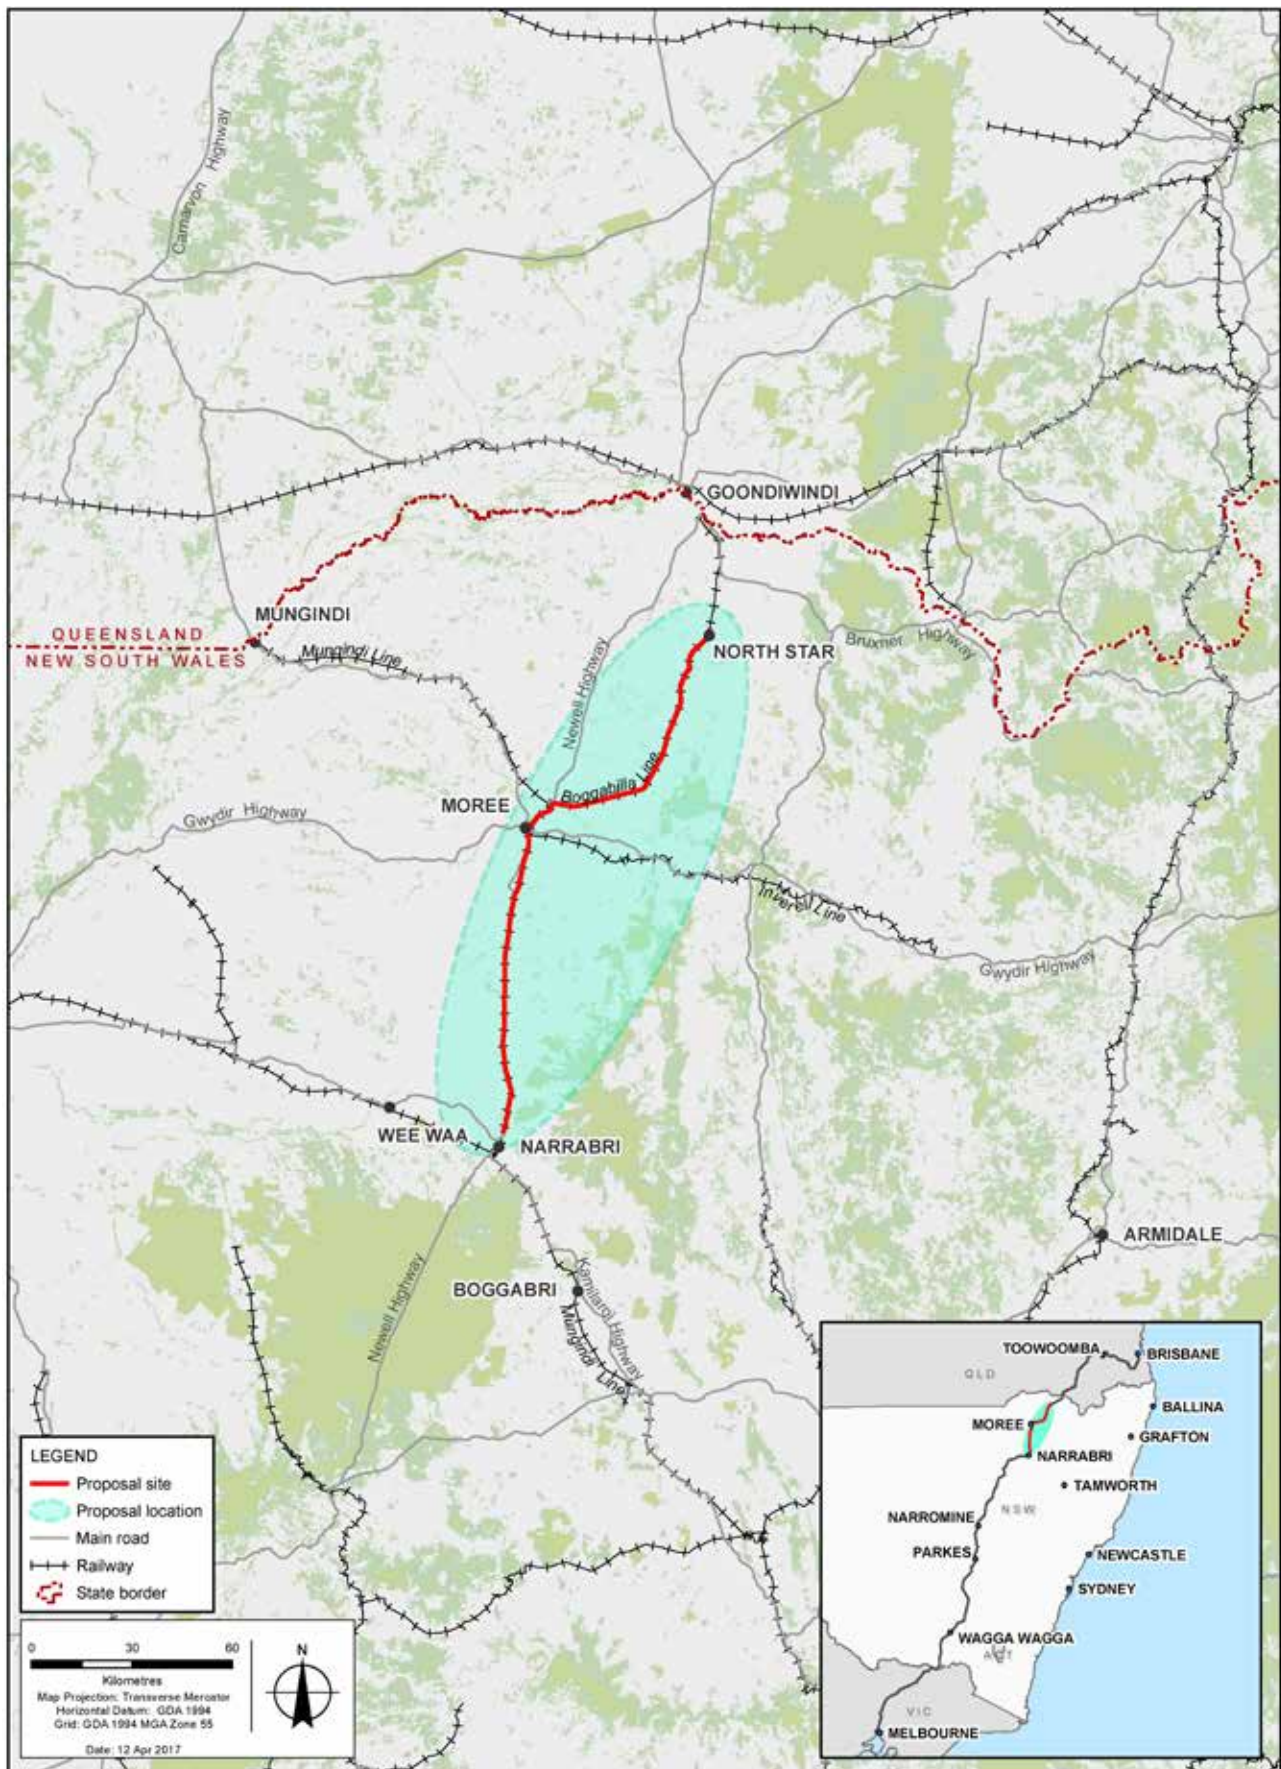 Carnarvon Highway
GOONDIWINDI
MUNGINDI
QUEENSLAND
NEW SOUTH WALES
Mungindi Line
Newell Highway
NORTH STAR
Bruxner Highway
Boggabilla Line
MOREE
Gwydir Highway
Inverell Line
Gwydir Highway
WEE WAA
NARRABRI
ARMIDALE
BOGGABRI
Kamilaroi Highway
Newell Highway
Mungindi Line
LEGEND
Proposal site
Proposal location
Main road
Railway
State border
0 30 60
Kilometres
Map Projection: Transverse Mercator
Horizontal Datum: GDA 1994
Grid: GDA 1994 MGA Zone 55
Date: 12 Apr 2017
N
TOOWOOMBA
BRISBANE
QLD
BALLINA
MOREE
GRAFTON
NARRABRI
TAMWORTH
NSW
NARROMINE
PARKES
NEWCASTLE
SYDNEY
WAGGA WAGGA
ACT
VIC
MELBOURNE